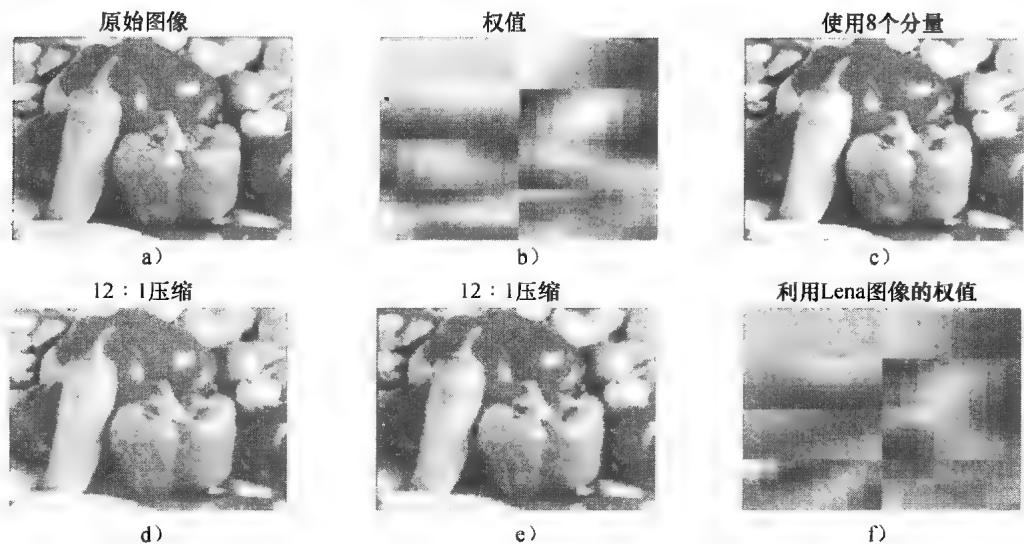 原始图像
权值
使用8个分量
a）
b）
c）
12：1压缩
12：1压缩
利用Lena图像的权值
d）
e）
f）